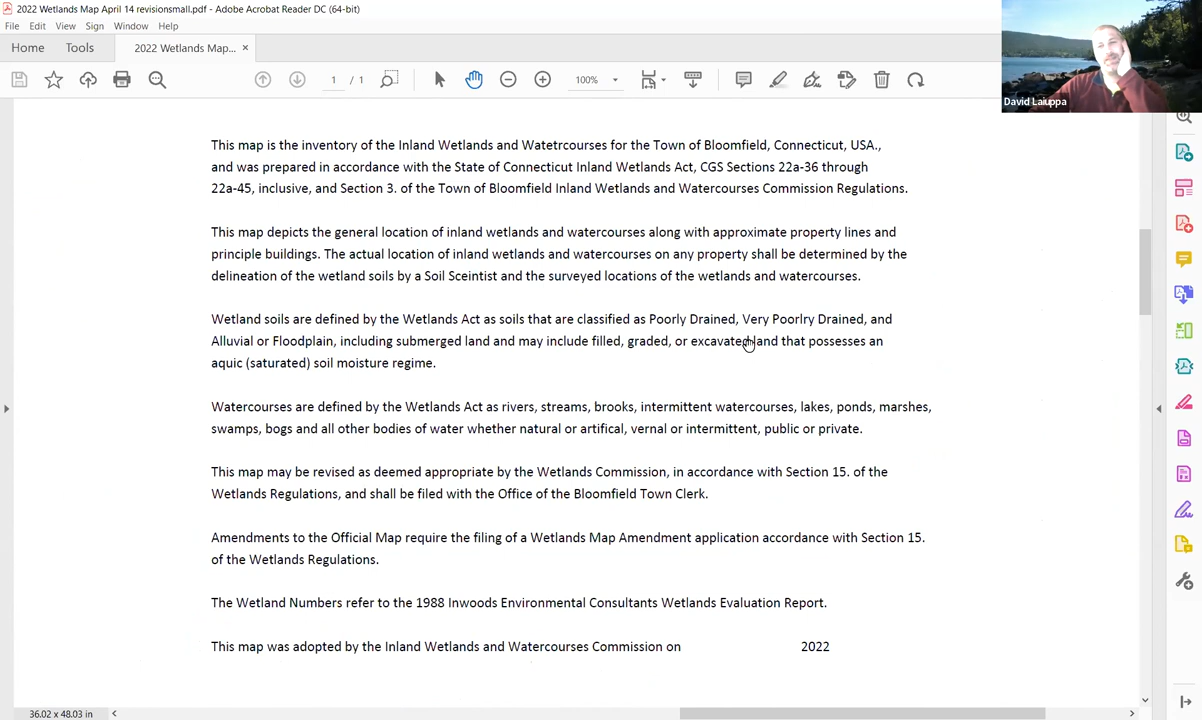 2022 Wetlands Map April 14 revisionsmall.pdf - Adobe Acrobat Reader DC (64-bit)
File Edit View Sign Window Help
Home Tools 2022 Wetlands Map... ×
1 / 1 100%
David Laiuppa
This map is the inventory of the Inland Wetlands and Watetrcourses for the Town of Bloomfield, Connecticut, USA.,
and was prepared in accordance with the State of Connecticut Inland Wetlands Act, CGS Sections 22a-36 through
22a-45, inclusive, and Section 3. of the Town of Bloomfield Inland Wetlands and Watercourses Commission Regulations.
This map depicts the general location of inland wetlands and watercourses along with approximate property lines and
principle buildings. The actual location of inland wetlands and watercourses on any property shall be determined by the
delineation of the wetland soils by a Soil Sceintist and the surveyed locations of the wetlands and watercourses.
Wetland soils are defined by the Wetlands Act as soils that are classified as Poorly Drained, Very Poorlry Drained, and
Alluvial or Floodplain, including submerged land and may include filled, graded, or excavated land that possesses an
aquic (saturated) soil moisture regime.
Watercourses are defined by the Wetlands Act as rivers, streams, brooks, intermittent watercourses, lakes, ponds, marshes,
swamps, bogs and all other bodies of water whether natural or artifical, vernal or intermittent, public or private.
This map may be revised as deemed appropriate by the Wetlands Commission, in accordance with Section 15. of the
Wetlands Regulations, and shall be filed with the Office of the Bloomfield Town Clerk.
Amendments to the Official Map require the filing of a Wetlands Map Amendment application accordance with Section 15.
of the Wetlands Regulations.
The Wetland Numbers refer to the 1988 Inwoods Environmental Consultants Wetlands Evaluation Report.
This map was adopted by the Inland Wetlands and Watercourses Commission on 2022
36.02 x 48.03 in